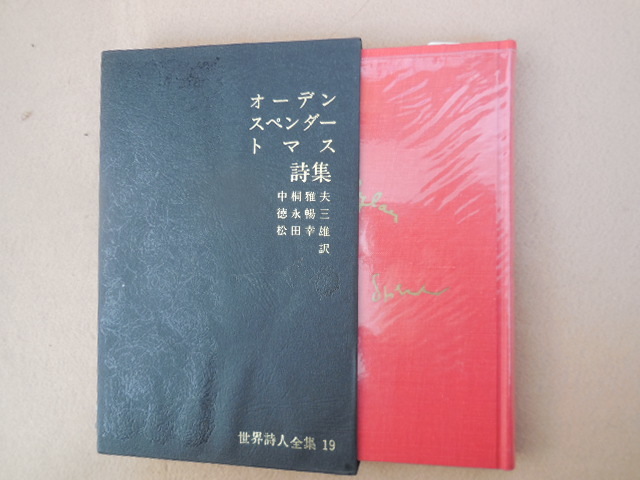 オーデン
スペンダー
トマス
詩集
中桐雅夫
徳永暢三
松田幸雄
訳
世界詩人全集 19